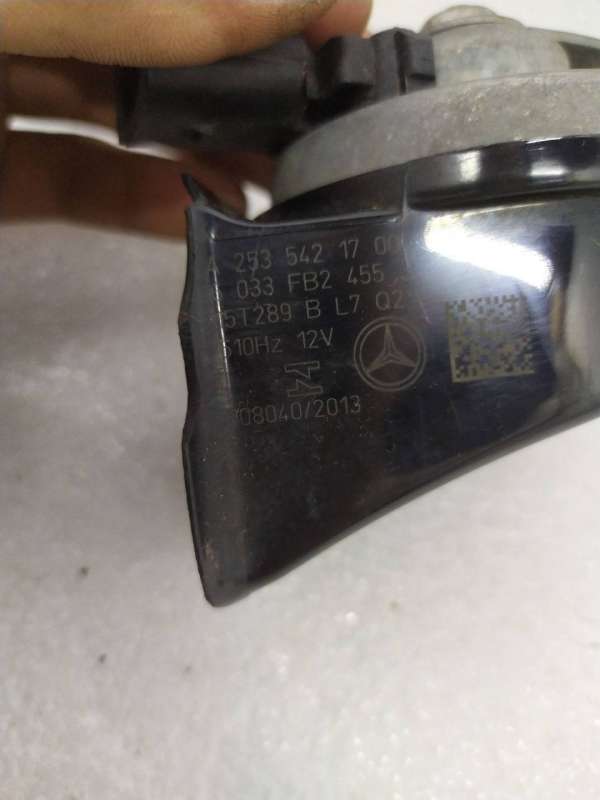 A 253 542 17 00
033 FB2 455
5T289 B L7 Q2
510Hz 12V
08040/2013